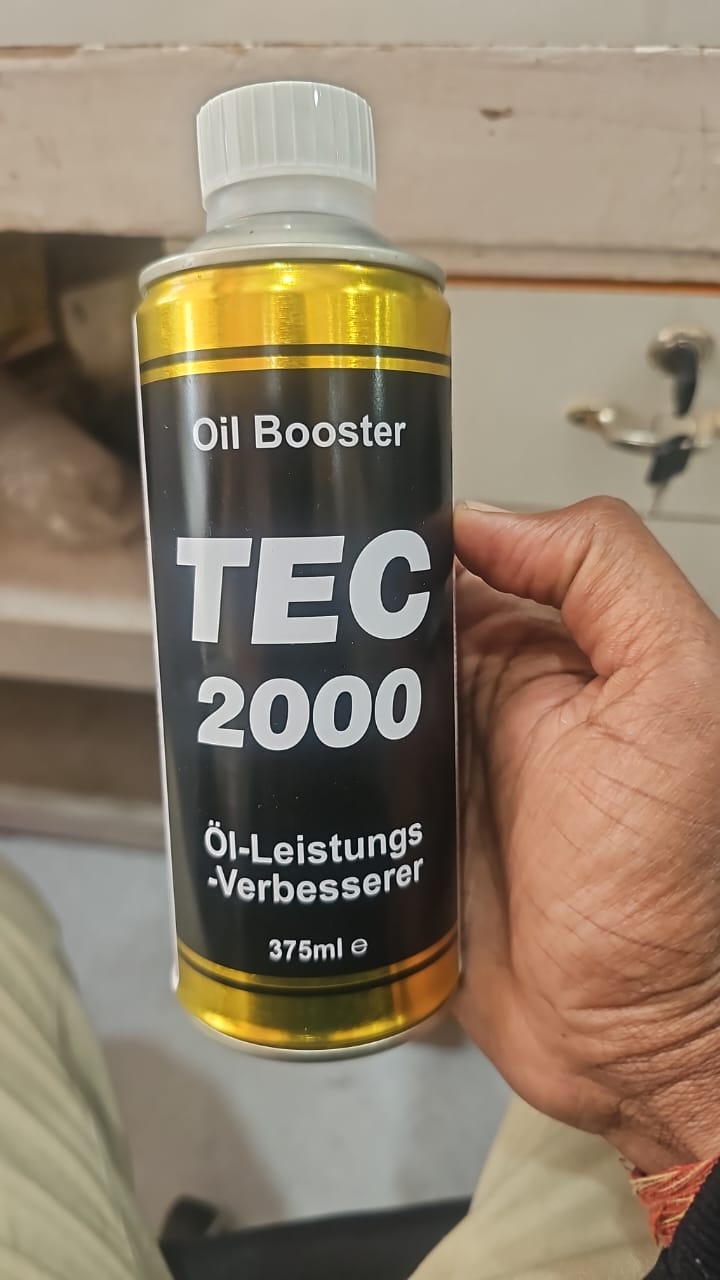 Oil Booster
TEC
2000
Öl-Leistungs
-Verbesserer
375ml ℮